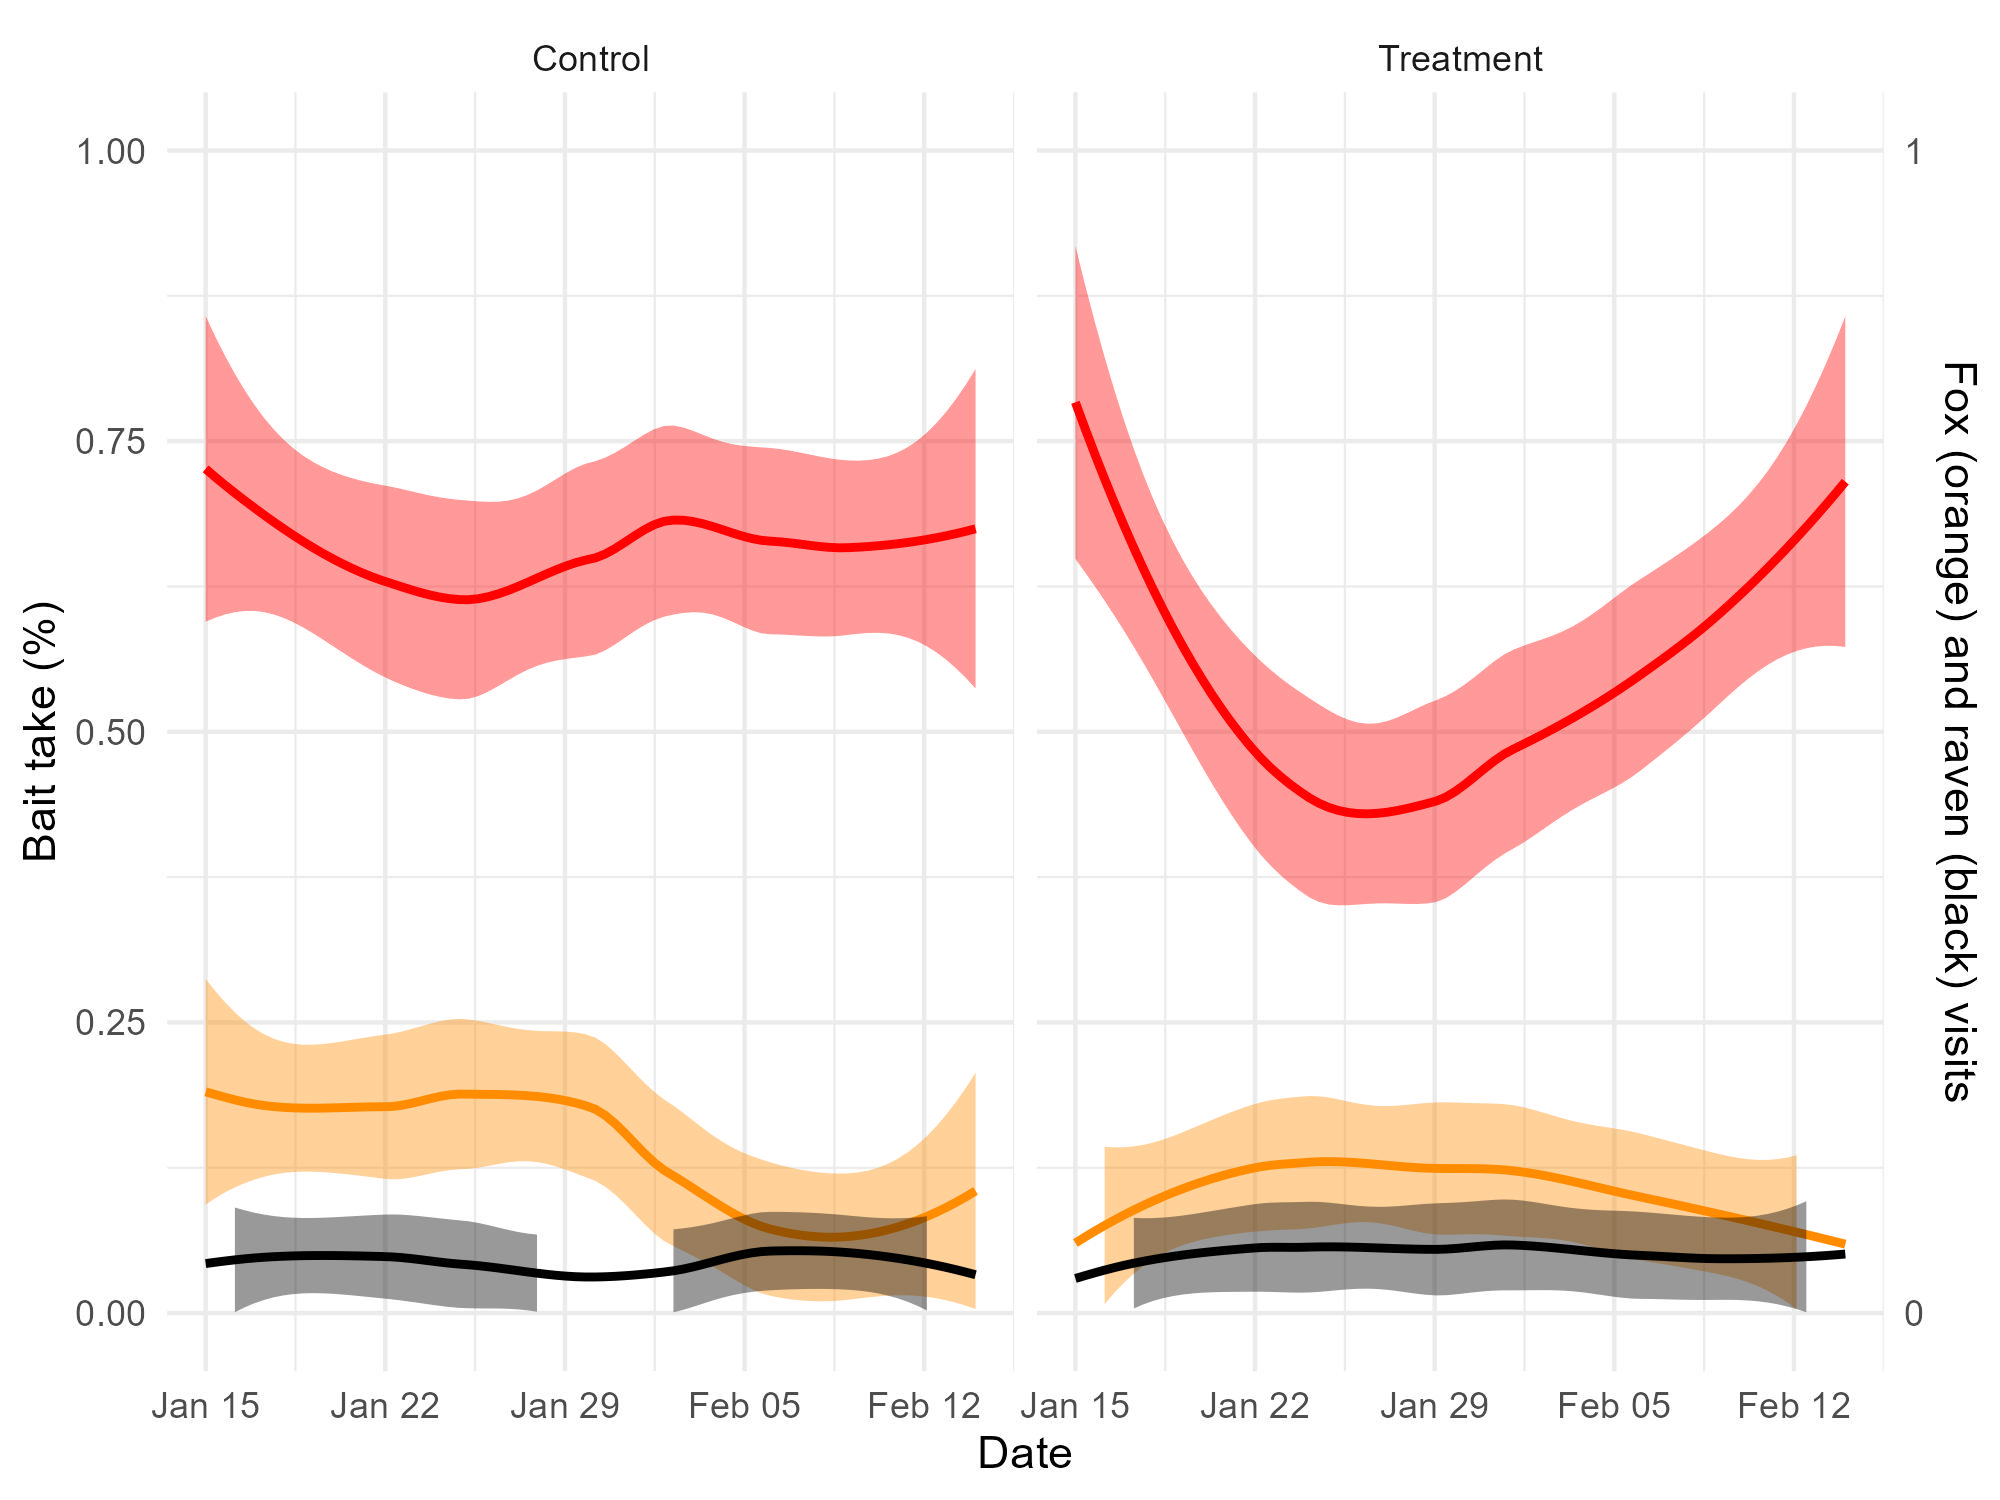 Control
Treatment
1.00
0.75
0.50
0.25
0.00
1
0
Bait take (%)
Fox (orange) and raven (black) visits
Jan 15 Jan 22 Jan 29 Feb 05 Feb 12
Jan 15 Jan 22 Jan 29 Feb 05 Feb 12
Date